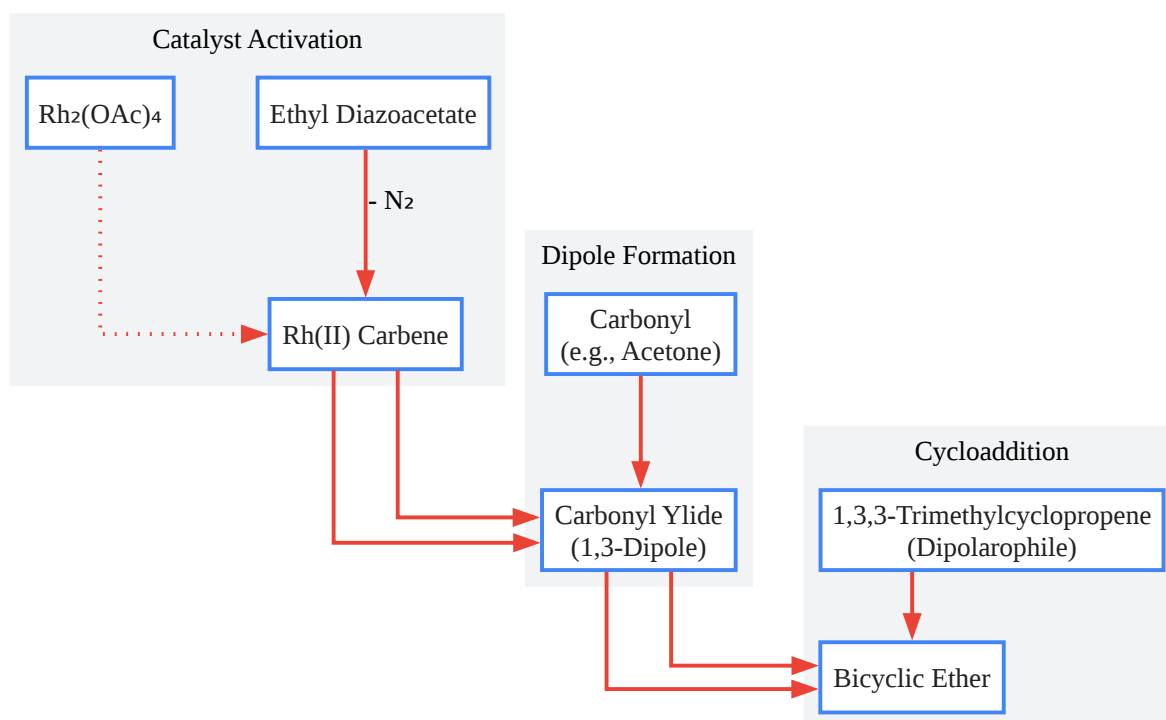 Catalyst Activation
Rh₂(OAc)₄
Ethyl Diazoacetate
- N₂
Rh(II) Carbene
Dipole Formation
Carbonyl
(e.g., Acetone)
Carbonyl Ylide
(1,3-Dipole)
Cycloaddition
1,3,3-Trimethylcyclopropene
(Dipolarophile)
Bicyclic Ether